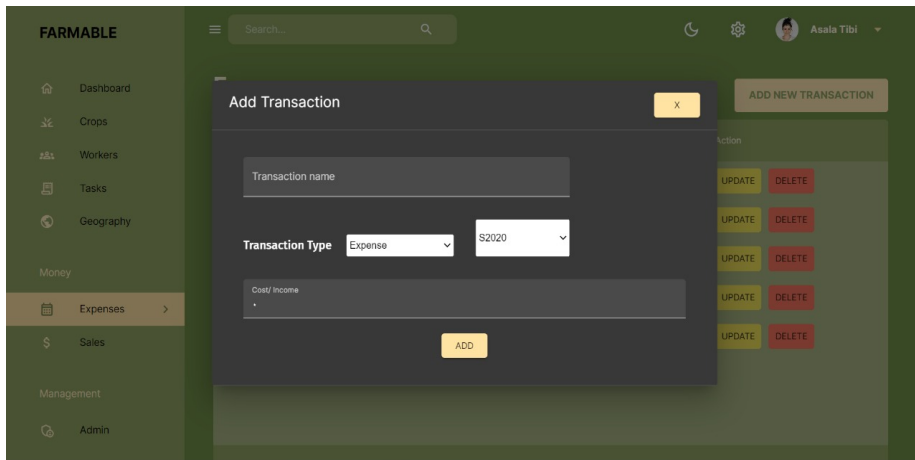 FARMABLE
Search...
Asala Tibi
Dashboard
Crops
Workers
Tasks
Geography
Money
Expenses
Sales
Management
Admin
ADD NEW TRANSACTION
Action
UPDATE DELETE
UPDATE DELETE
UPDATE DELETE
UPDATE DELETE
UPDATE DELETE
Add Transaction
X
Transaction name
Transaction Type Expense S2020
Cost/ Income
ADD